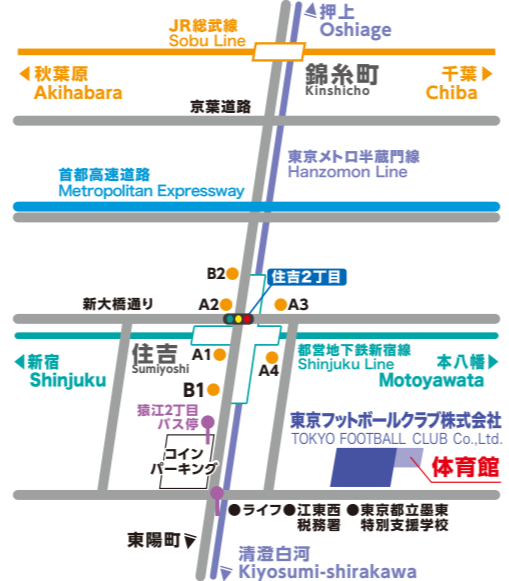 押上
Oshiage
JR総武線
Sobu Line
秋葉原
Akihabara
錦糸町
Kinshicho
千葉
Chiba
京葉道路
東京メトロ半蔵門線
Hanzomon Line
首都高速道路
Metropolitan Expressway
B2
住吉2丁目
新大橋通り
A2
A3
新宿
Shinjuku
住吉
Sumiyoshi
A1
A4
都営地下鉄新宿線
Shinjuku Line
本八幡
Motoyawata
B1
猿江2丁目
バス停
東京フットボールクラブ株式会社
TOKYO FOOTBALL CLUB Co.,Ltd.
コイン
パーキング
体育館
●ライフ
●江東西
税務署
●東京都立墨東
特別支援学校
東陽町
清澄白河
Kiyosumi-shirakawa